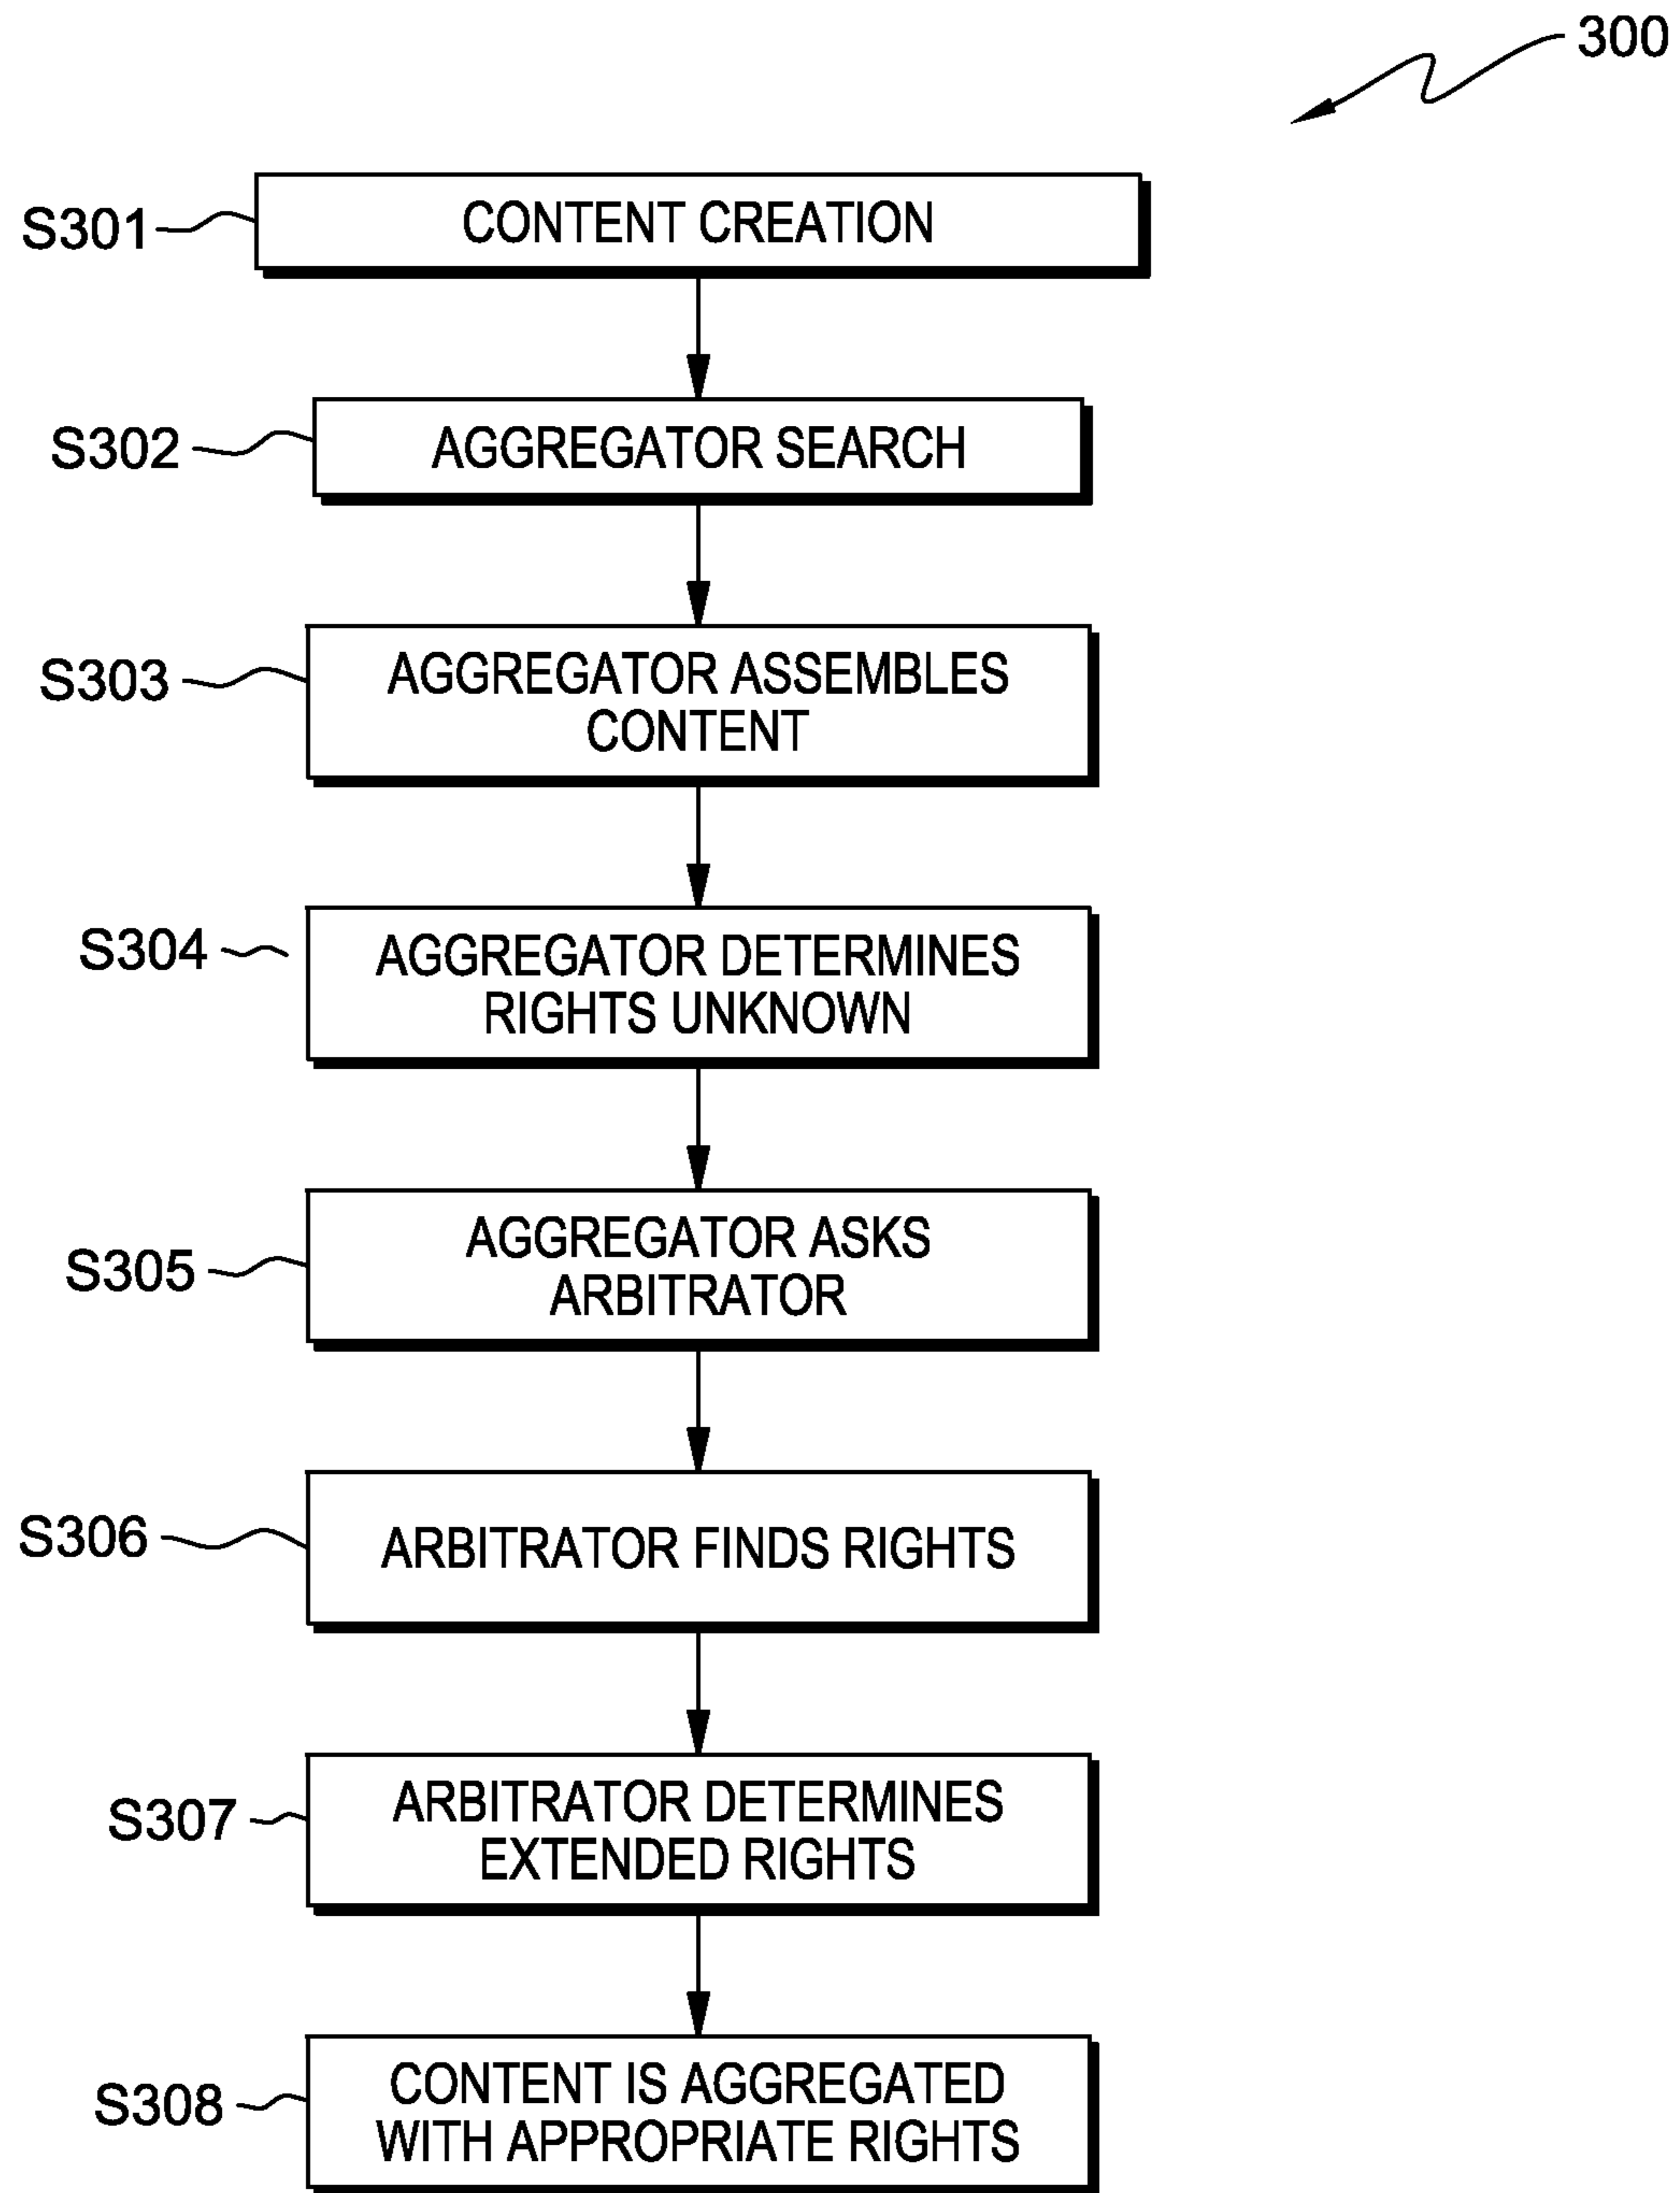 300
S301
CONTENT CREATION
S302
AGGREGATOR SEARCH
S303
AGGREGATOR ASSEMBLES
CONTENT
S304
AGGREGATOR DETERMINES
RIGHTS UNKNOWN
S305
AGGREGATOR ASKS
ARBITRATOR
S306
ARBITRATOR FINDS RIGHTS
S307
ARBITRATOR DETERMINES
EXTENDED RIGHTS
S308
CONTENT IS AGGREGATED
WITH APPROPRIATE RIGHTS